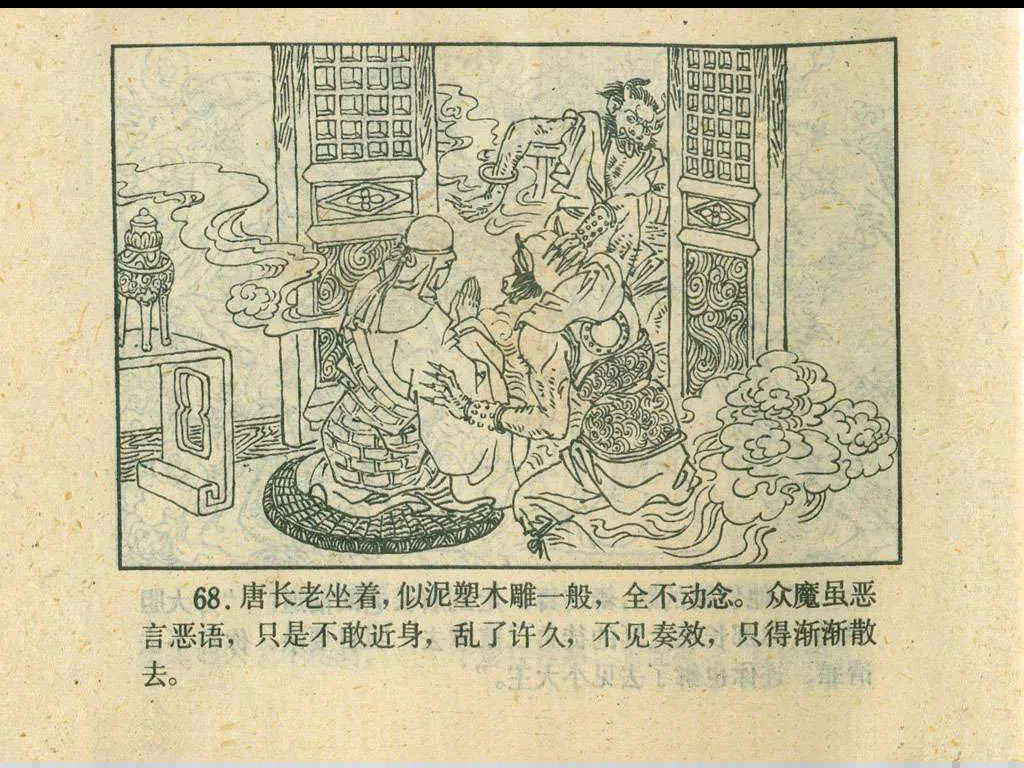 68.唐长老坐着，似泥塑木雕一般，全不动念。众魔虽恶
言恶语，只是不敢近身，乱了许久，不见奏效，只得渐渐散
去。